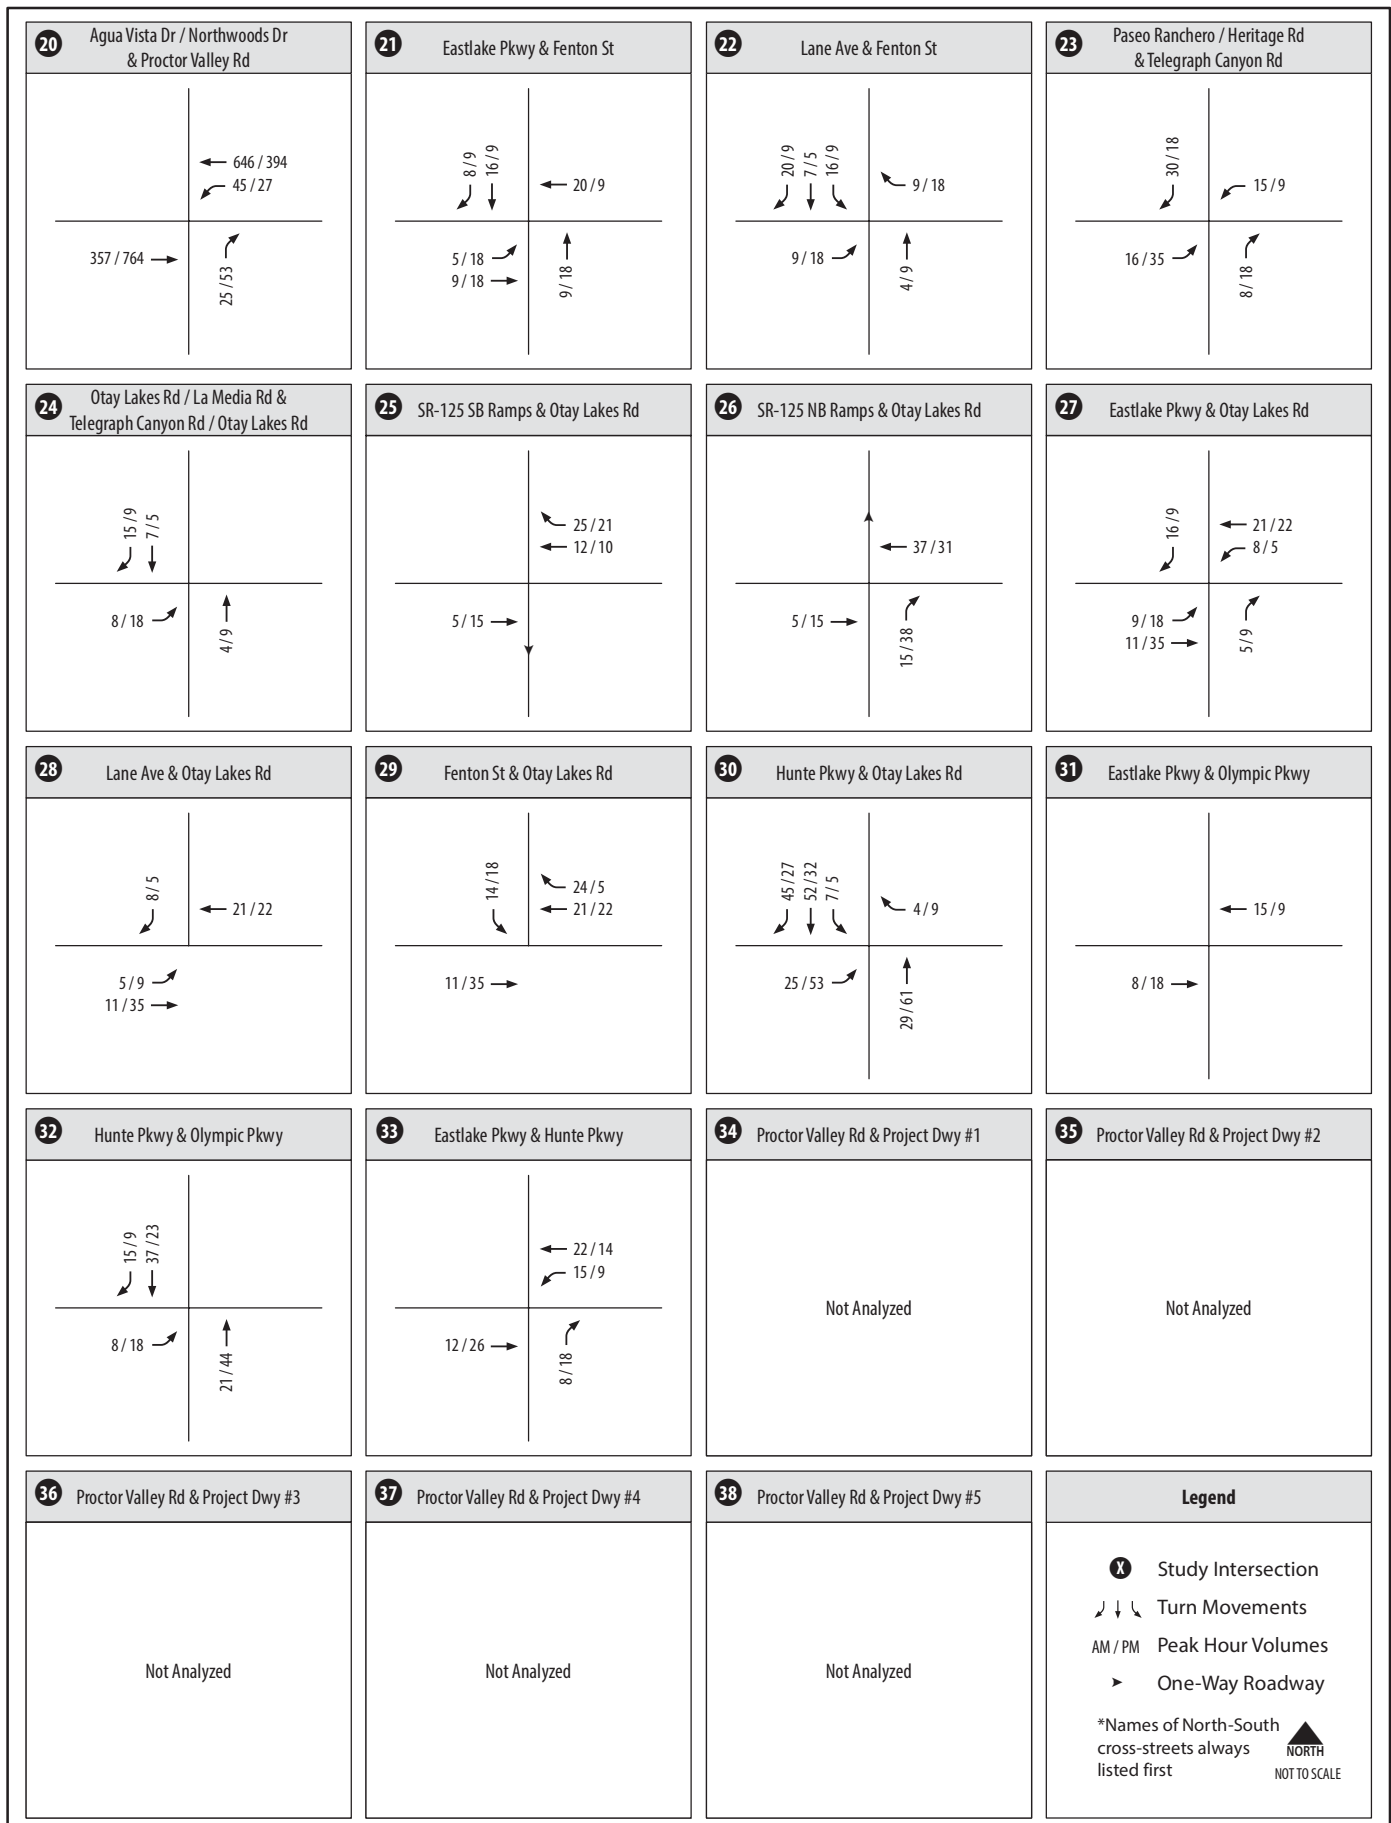 20
Agua Vista Dr / Northwoods Dr
& Proctor Valley Rd
646 / 394
45 / 27
357 / 764
25 / 53
21
Eastlake Pkwy & Fenton St
8 / 9
16 / 9
20 / 9
5 / 18
9 / 18
9 / 18
22
Lane Ave & Fenton St
20 / 9
7 / 5
16 / 9
9 / 18
9 / 18
4 / 9
23
Paseo Ranchero / Heritage Rd
& Telegraph Canyon Rd
30 / 18
15 / 9
16 / 35
8 / 18
24
Otay Lakes Rd / La Media Rd &
Telegraph Canyon Rd / Otay Lakes Rd
15 / 9
7 / 5
8 / 18
4 / 9
25
SR-125 SB Ramps & Otay Lakes Rd
25 / 21
12 / 10
5 / 15
26
SR-125 NB Ramps & Otay Lakes Rd
37 / 31
5 / 15
15 / 38
27
Eastlake Pkwy & Otay Lakes Rd
16 / 9
21 / 22
8 / 5
9 / 18
11 / 35
5 / 9
28
Lane Ave & Otay Lakes Rd
8 / 5
21 / 22
5 / 9
11 / 35
29
Fenton St & Otay Lakes Rd
14 / 18
24 / 5
21 / 22
11 / 35
30
Hunte Pkwy & Otay Lakes Rd
45 / 27
52 / 32
7 / 5
4 / 9
25 / 53
29 / 61
31
Eastlake Pkwy & Olympic Pkwy
15 / 9
8 / 18
32
Hunte Pkwy & Olympic Pkwy
15 / 9
37 / 23
8 / 18
21 / 44
33
Eastlake Pkwy & Hunte Pkwy
22 / 14
15 / 9
12 / 26
8 / 18
34
Proctor Valley Rd & Project Dwy #1
Not Analyzed
35
Proctor Valley Rd & Project Dwy #2
Not Analyzed
36
Proctor Valley Rd & Project Dwy #3
Not Analyzed
37
Proctor Valley Rd & Project Dwy #4
Not Analyzed
38
Proctor Valley Rd & Project Dwy #5
Not Analyzed
Legend
X Study Intersection
Turn Movements
AM / PM Peak Hour Volumes
One-Way Roadway
*Names of North-South
cross-streets always
listed first
NORTH
NOT TO SCALE